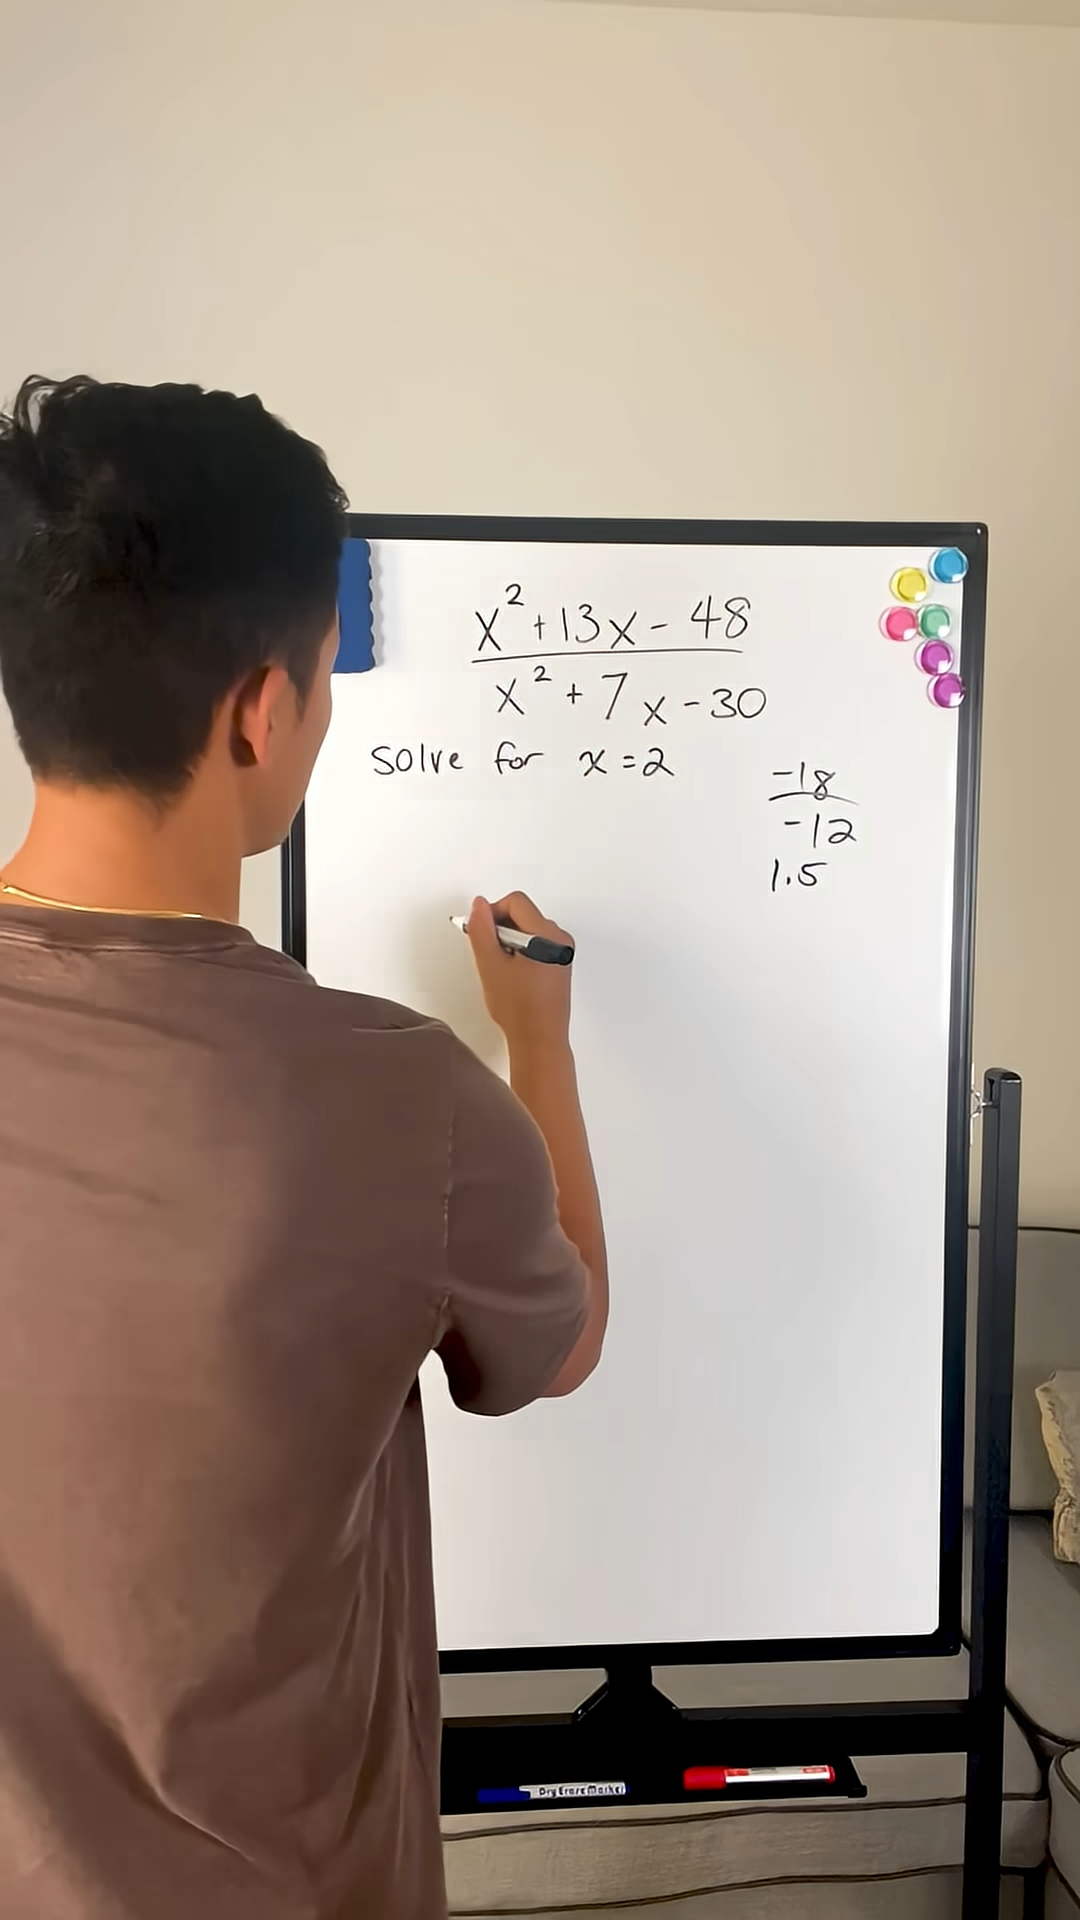 x² + 13x - 48
x² + 7x - 30
solve for x = 2
-18
-12
1.5
Dry Erase Marker